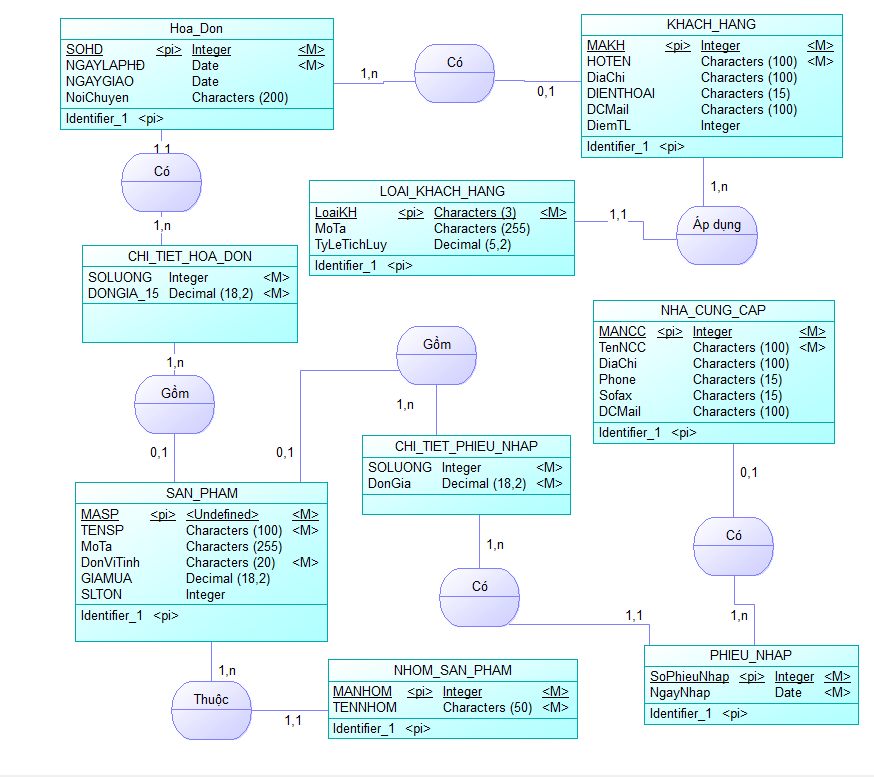 Hoa_Don
SOHD <pi> Integer <M>
NGAYLAPHĐ Date <M>
NGAYGIAO Date
NoiChuyen Characters (200)
Identifier_1 <pi>
1,n
Có
0,1
KHACH_HANG
MAKH <pi> Integer <M>
HOTEN Characters (100) <M>
DiaChi Characters (100)
DIENTHOAI Characters (15)
DCMail Characters (100)
DiemTL Integer
Identifier_1 <pi>
1,1
Có
1,n
LOAI_KHACH_HANG
LoaiKH <pi> Characters (3) <M>
MoTa Characters (255)
TyLeTichLuy Decimal (5,2)
Identifier_1 <pi>
1,1
1,n
Áp dụng
CHI_TIET_HOA_DON
SOLUONG Integer <M>
DONGIA_15 Decimal (18,2) <M>
1,n
Gồm
0,1
Gồm
1,n
0,1
NHA_CUNG_CAP
MANCC <pi> Integer <M>
TenNCC Characters (100) <M>
DiaChi Characters (100)
Phone Characters (15)
Sofax Characters (15)
DCMail Characters (100)
Identifier_1 <pi>
CHI_TIET_PHIEU_NHAP
SOLUONG Integer <M>
DonGia Decimal (18,2) <M>
0,1
Có
1,n
SAN_PHAM
MASP <pi> <Undefined> <M>
TENSP Characters (100) <M>
MoTa Characters (255)
DonViTinh Characters (20) <M>
GIAMUA Decimal (18,2)
SLTON Integer
Identifier_1 <pi>
1,n
Có
1,1
PHIEU_NHAP
SoPhieuNhap <pi> Integer <M>
NgayNhap Date <M>
Identifier_1 <pi>
1,n
Thuộc
1,1
NHOM_SAN_PHAM
MANHOM <pi> Integer <M>
TENNHOM Characters (50) <M>
Identifier_1 <pi>